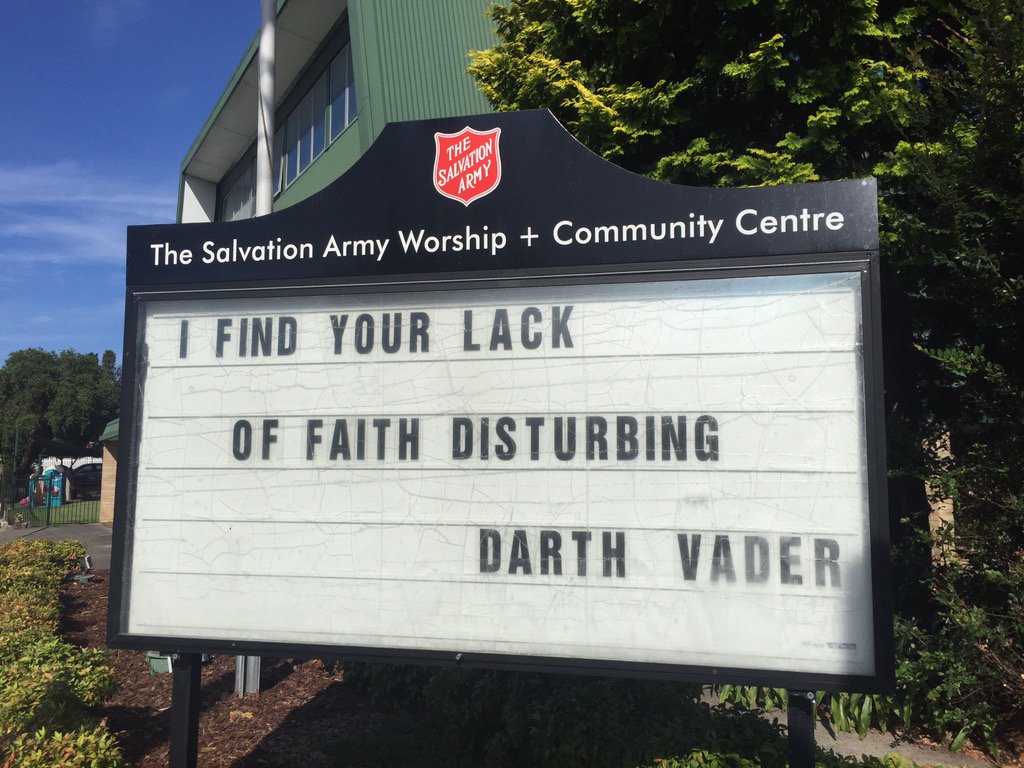 THE
SALVATION
ARMY
The Salvation Army Worship + Community Centre
I FIND YOUR LACK
OF FAITH DISTURBING
DARTH VADER